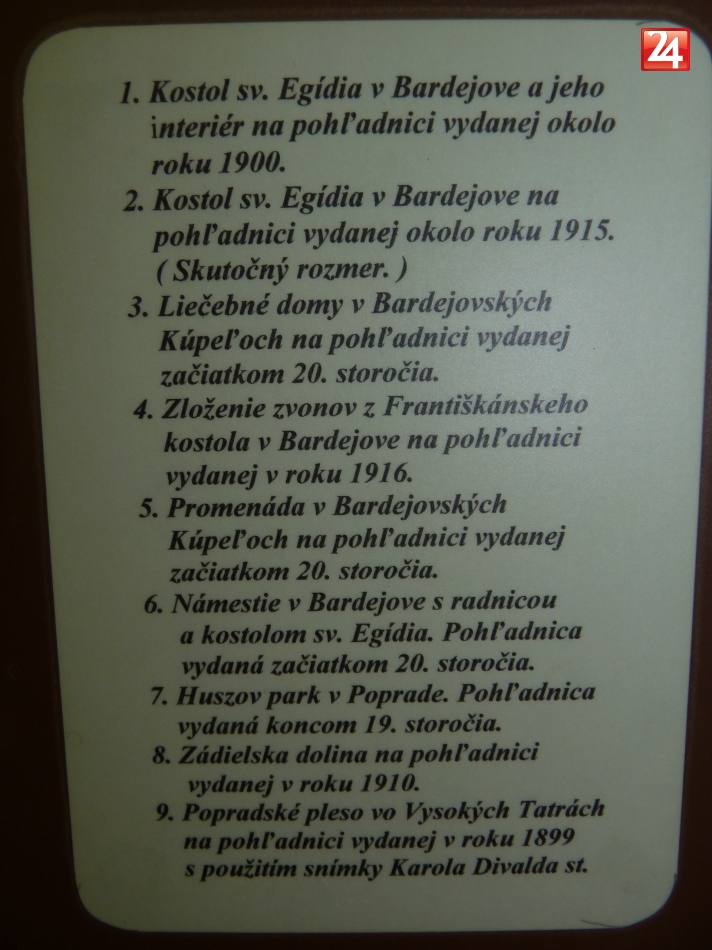 24
1. Kostol sv. Egídia v Bardejove a jeho
interiér na pohľadnici vydanej okolo
roku 1900.
2. Kostol sv. Egídia v Bardejove na
pohľadnici vydanej okolo roku 1915.
( Skutočný rozmer. )
3. Liečebné domy v Bardejovských
Kúpeľoch na pohľadnici vydanej
začiatkom 20. storočia.
4. Zloženie zvonov z Františkánskeho
kostola v Bardejove na pohľadnici
vydanej v roku 1916.
5. Promenáda v Bardejovských
Kúpeľoch na pohľadnici vydanej
začiatkom 20. storočia.
6. Námestie v Bardejove s radnicou
a kostolom sv. Egídia. Pohľadnica
vydaná začiatkom 20. storočia.
7. Huszov park v Poprade. Pohľadnica
vydaná koncom 19. storočia.
8. Zádielska dolina na pohľadnici
vydanej v roku 1910.
9. Popradské pleso vo Vysokých Tatrách
na pohľadnici vydanej v roku 1899
s použitím snímky Karola Divalda st.